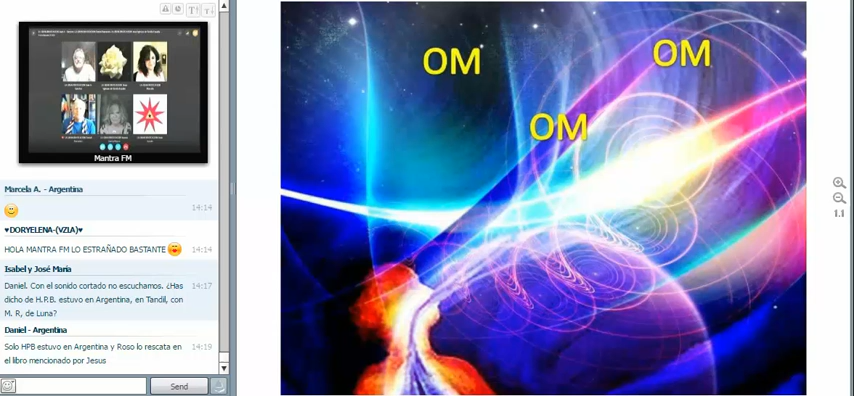 Mantra FM
Marcela A. - Argentina
14:14
♥DORYELENA-(VZLA)♥
HOLA MANTRA FM LO ESTRAÑADO BASTANTE
14:14
Isabel y José María
Daniel. Con el sonido cortado no escuchamos. ¿Has
14:17
dicho de H.P.B. estuvo en Argentina, en Tandil, con
M. R, de Luna?
Daniel - Argentina
Solo HPB estuvo en Argentina y Roso lo rescata en
14:19
el libro mencionado por Jesus
Send
OM
OM
OM
1.1